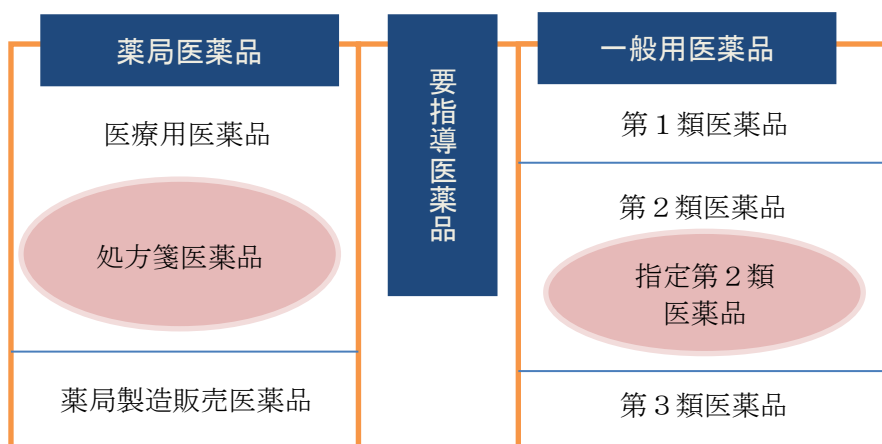 薬局医薬品
医療用医薬品
処方箋医薬品
薬局製造販売医薬品
要指導医薬品
一般用医薬品
第１類医薬品
第２類医薬品
指定第２類
医薬品
第３類医薬品